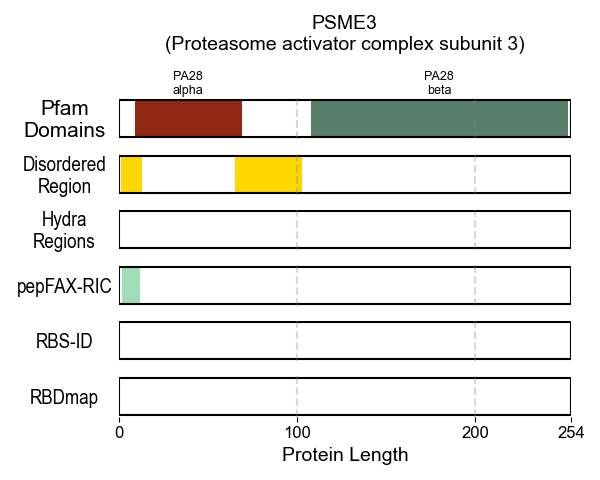 PSME3
(Proteasome activator complex subunit 3)
PA28
alpha
PA28
beta
Pfam
Domains
Disordered
Region
Hydra
Regions
pepFAX-RIC
RBS-ID
RBDmap
0
100
200
254
Protein Length